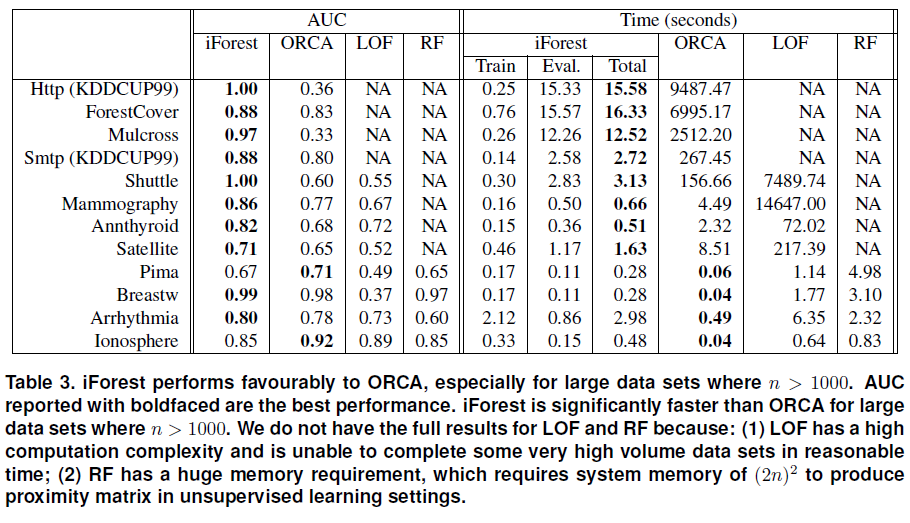 AUC Time (seconds)
iForest ORCA LOF RF iForest ORCA LOF RF
Train Eval. Total
Http (KDDCUP99) 1.00 0.36 NA NA 0.25 15.33 15.58 9487.47 NA NA
ForestCover 0.88 0.83 NA NA 0.76 15.57 16.33 6995.17 NA NA
Mulcross 0.97 0.33 NA NA 0.26 12.26 12.52 2512.20 NA NA
Smtp (KDDCUP99) 0.88 0.80 NA NA 0.14 2.58 2.72 267.45 NA NA
Shuttle 1.00 0.60 0.55 NA 0.30 2.83 3.13 156.66 7489.74 NA
Mammography 0.86 0.77 0.67 NA 0.16 0.50 0.66 4.49 14647.00 NA
Annthyroid 0.82 0.68 0.72 NA 0.15 0.36 0.51 2.32 72.02 NA
Satellite 0.71 0.65 0.52 NA 0.46 1.17 1.63 8.51 217.39 NA
Pima 0.67 0.71 0.49 0.65 0.17 0.11 0.28 0.06 1.14 4.98
Breastw 0.99 0.98 0.37 0.97 0.17 0.11 0.28 0.04 1.77 3.10
Arrhythmia 0.80 0.78 0.73 0.60 2.12 0.86 2.98 0.49 6.35 2.32
Ionosphere 0.85 0.92 0.89 0.85 0.33 0.15 0.48 0.04 0.64 0.83
Table 3. iForest performs favourably to ORCA, especially for large data sets where n > 1000. AUC
reported with boldfaced are the best performance. iForest is significantly faster than ORCA for large
data sets where n > 1000. We do not have the full results for LOF and RF because: (1) LOF has a high
computation complexity and is unable to complete some very high volume data sets in reasonable
time; (2) RF has a huge memory requirement, which requires system memory of (2n)² to produce
proximity matrix in unsupervised learning settings.